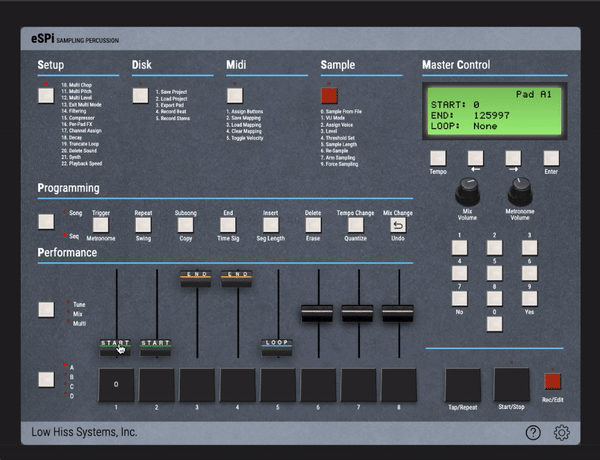 eSPi SAMPLING PERCUSSION
Setup
10. Multi Chop
11. Multi Pitch
12. Multi Level
13. Exit Multi Mode
14. Filtering
15. Compressor
16. Per-Pad FX
17. Channel Assign
18. Decay
19. Truncate Loop
20. Delete Sound
21. Synth
22. Playback Speed
Disk
1. Save Project
2. Load Project
3. Export Pad
4. Record Beat
5. Record Stems
Midi
1. Assign Buttons
2. Save Mapping
3. Load Mapping
4. Clear Mapping
5. Toggle Velocity
Sample
0. Sample From File
1. VU Mode
2. Assign Voice
3. Level
4. Threshold Set
5. Sample Length
6. Re-Sample
7. Arm Sampling
9. Force Sampling
Master Control
Pad A1
START: 0
END: 125997
LOOP: None
Tempo ← → Enter
Mix Volume
Metronome Volume
1 2 3
4 5 6
7 8 9
No 0 Yes
Programming
Song
Seq
Trigger Repeat Subsong End Insert Delete Tempo Change Mix Change
Metronome Swing Copy Time Sig Seg Length Erase Quantize Undo
Performance
Tune
Mix
Multi
END END
START START LOOP
A
B
C
D
0
1 2 3 4 5 6 7 8
Tap/Repeat Start/Stop Rec/Edit
Low Hiss Systems, Inc.
?